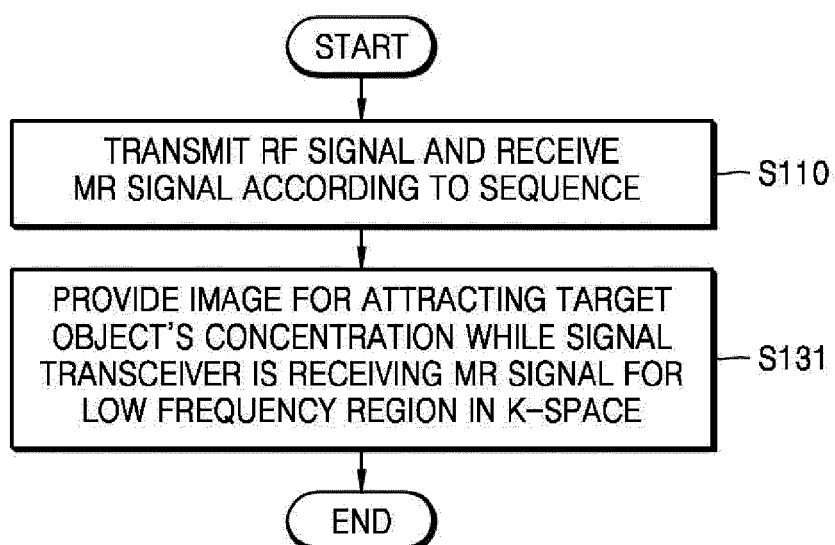 START
TRANSMIT RF SIGNAL AND RECEIVE
MR SIGNAL ACCORDING TO SEQUENCE
S110
PROVIDE IMAGE FOR ATTRACTING TARGET
OBJECT'S CONCENTRATION WHILE SIGNAL
TRANSCEIVER IS RECEIVING MR SIGNAL FOR
LOW FREQUENCY REGION IN K-SPACE
S131
END